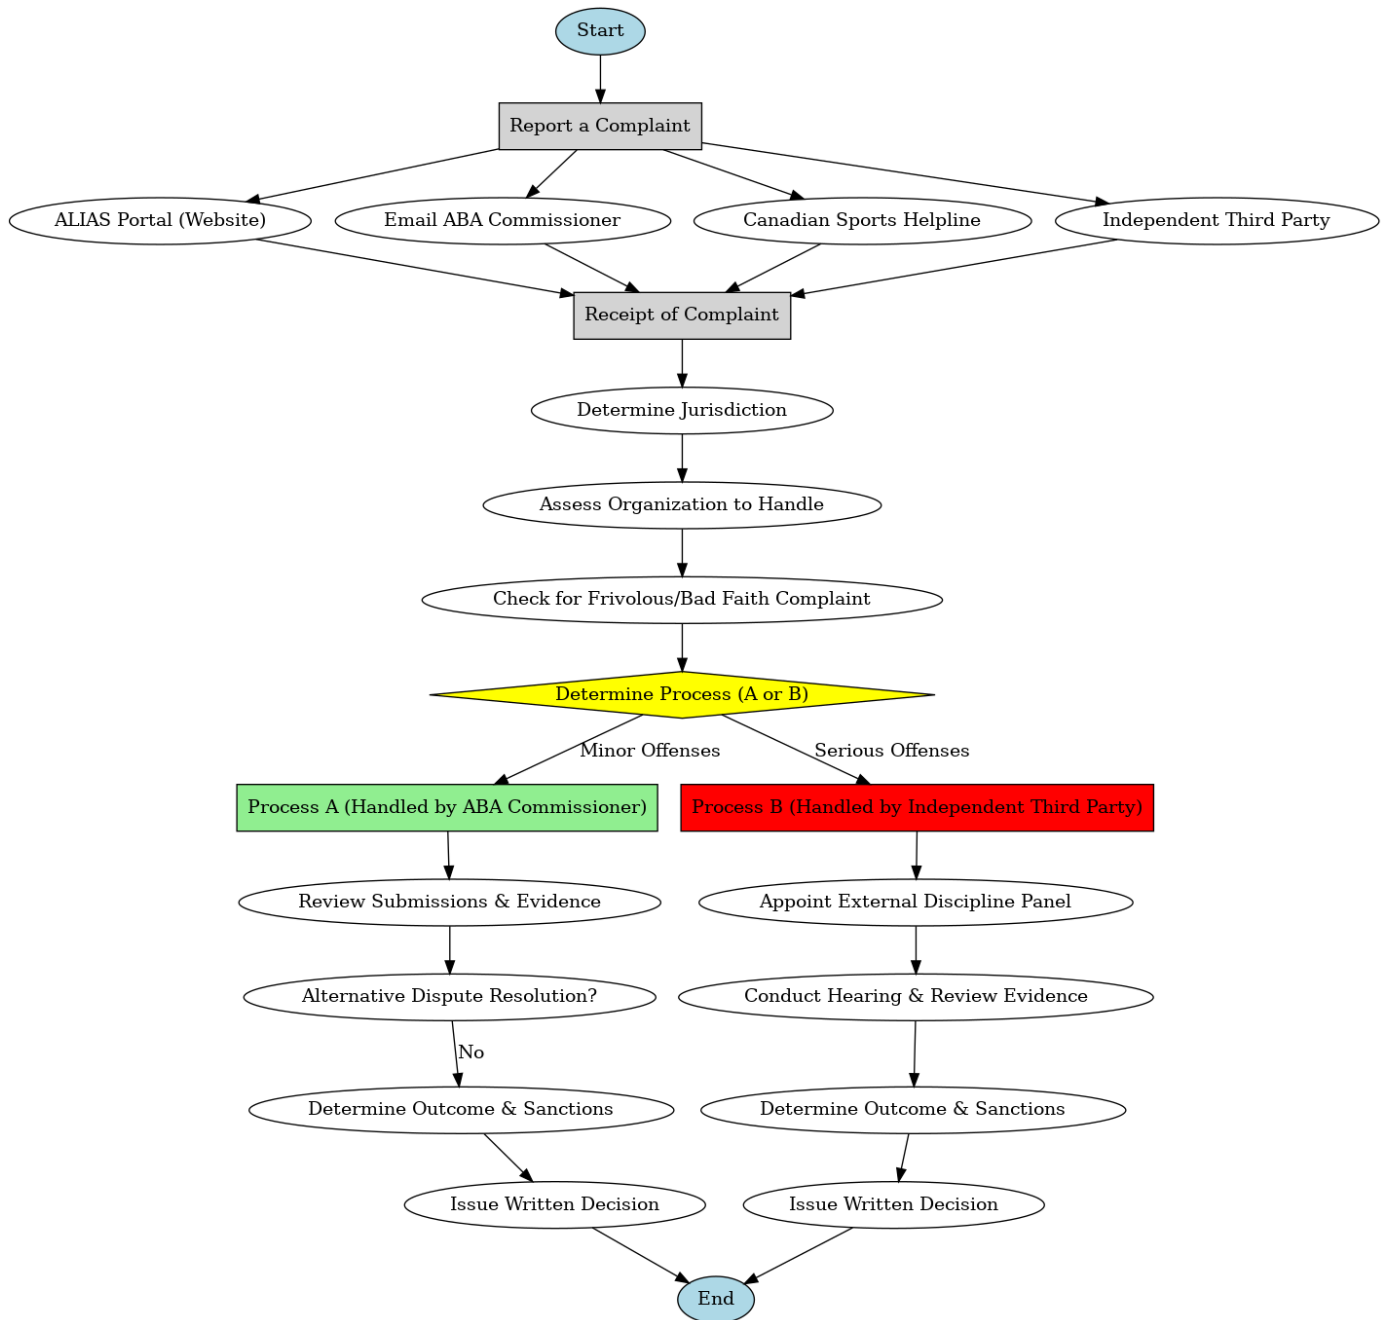 Start
Report a Complaint
ALIAS Portal (Website)
Email ABA Commissioner
Canadian Sports Helpline
Independent Third Party
Receipt of Complaint
Determine Jurisdiction
Assess Organization to Handle
Check for Frivolous/Bad Faith Complaint
Determine Process (A or B)
Minor Offenses
Serious Offenses
Process A (Handled by ABA Commissioner)
Process B (Handled by Independent Third Party)
Review Submissions & Evidence
Appoint External Discipline Panel
Alternative Dispute Resolution?
Conduct Hearing & Review Evidence
No
Determine Outcome & Sanctions
Determine Outcome & Sanctions
Issue Written Decision
Issue Written Decision
End